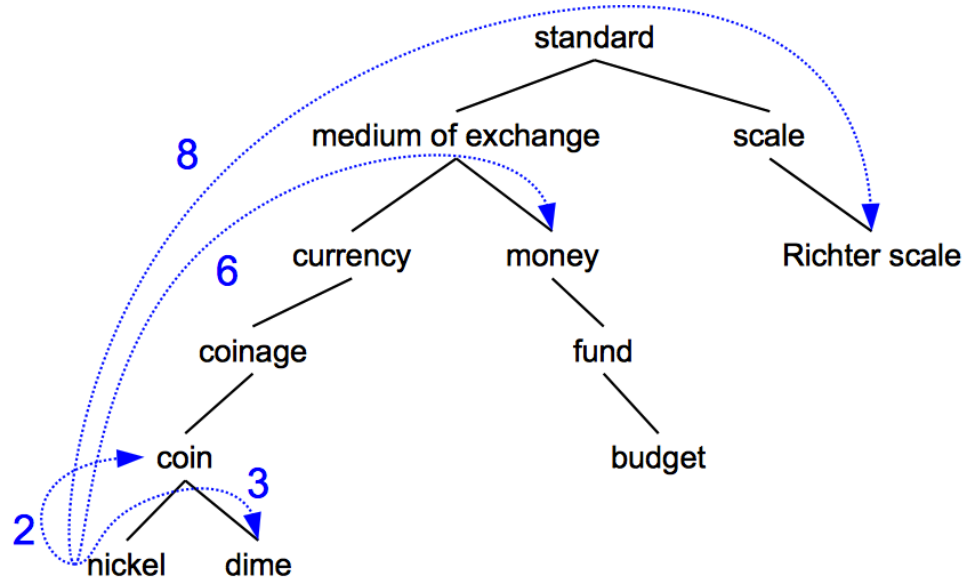 standard
medium of exchange
scale
8
6
currency
money
Richter scale
coinage
fund
coin
3
budget
2
nickel
dime